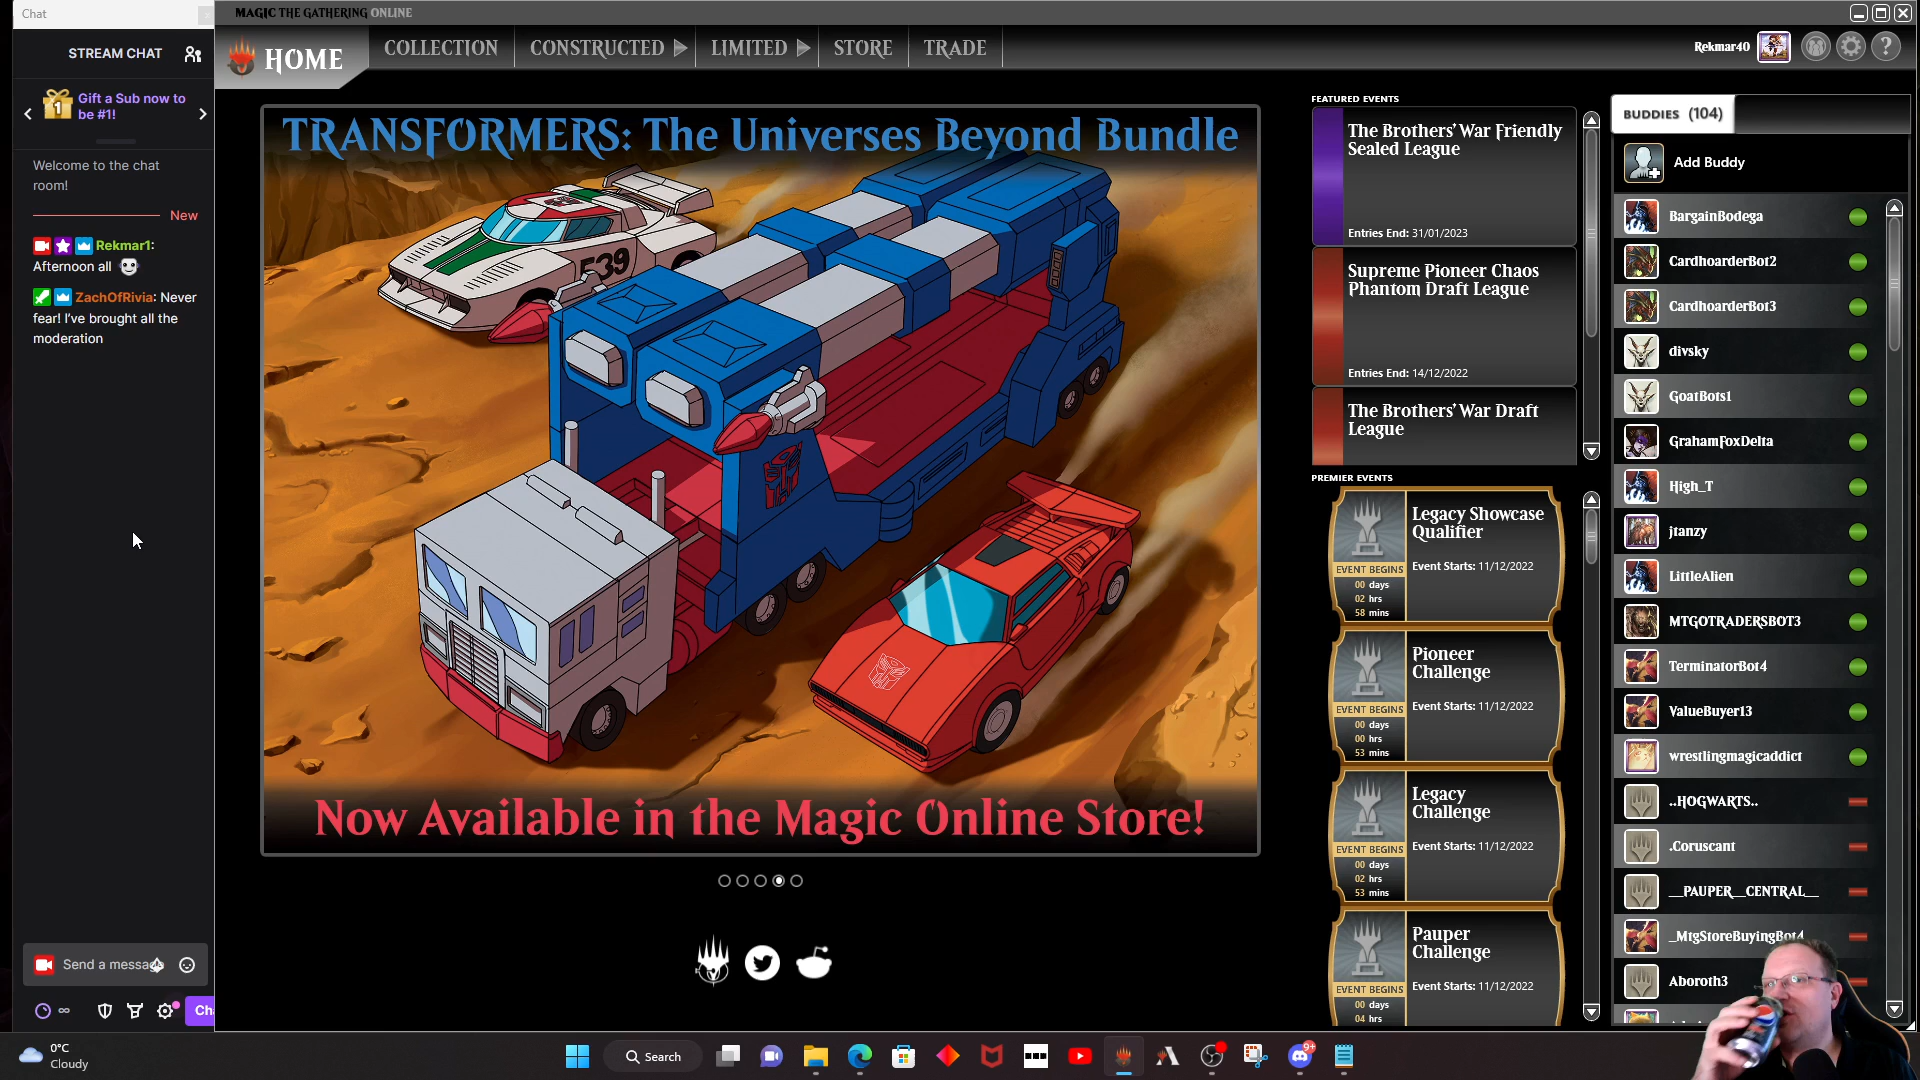 Chat
STREAM CHAT
1
Gift a Sub now to
be #1!
Welcome to the chat
room!
New
Rekmar1:
Afternoon all
ZachOfRivia: Never
fear! I've brought all the
moderation
Send a messag
MAGIC THE GATHERING ONLINE
HOME
COLLECTION
CONSTRUCTED
LIMITED
STORE
TRADE
Rekmar40
?
TRANSFORMERS: The Universes Beyond Bundle
539
Now Available in the Magic Online Store!
FEATURED EVENTS
The Brothers' War Friendly
Sealed League
Entries End: 31/01/2023
Supreme Pioneer Chaos
Phantom Draft League
Entries End: 14/12/2022
The Brothers' War Draft
League
PREMIER EVENTS
Legacy Showcase
Qualifier
Event Starts: 11/12/2022
EVENT BEGINS
00 days
02 hrs
58 mins
Pioneer
Challenge
Event Starts: 11/12/2022
EVENT BEGINS
00 days
00 hrs
53 mins
Legacy
Challenge
Event Starts: 11/12/2022
EVENT BEGINS
00 days
02 hrs
53 mins
Pauper
Challenge
Event Starts: 11/12/2022
EVENT BEGINS
00 days
04 hrs
BUDDIES (104)
Add Buddy
BargainBodega
CardhoarderBot2
CardhoarderBot3
divsky
GoatBots1
GrahamFoxDelta
High_T
jtanzy
LittleAlien
MTGOTRADERSBOT3
TerminatorBot4
ValueBuyer13
wrestlingmagicaddict
..HOGWARTS..
.Coruscant
__PAUPER__CENTRAL__
_MtgStoreBuyingBot4
Aboroth3
0°C
Cloudy
Search
9+